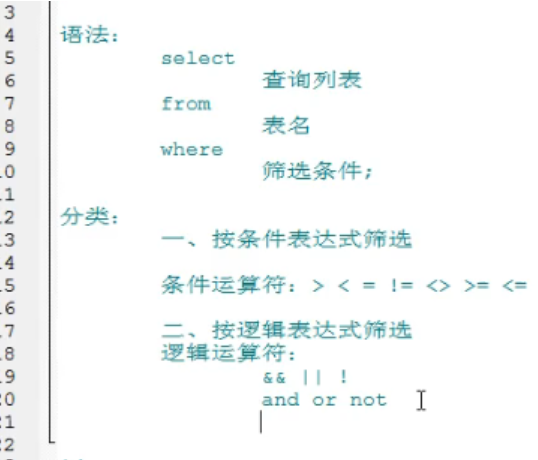 3
4 语法：
5 select
6 查询列表
7 from
8 表名
9 where
10 筛选条件;
11
12 分类：
13 一、按条件表达式筛选
14
15 条件运算符：> < = != <> >= <=
16
17 二、按逻辑表达式筛选
18 逻辑运算符：
19 && || !
20 and or not
21
22